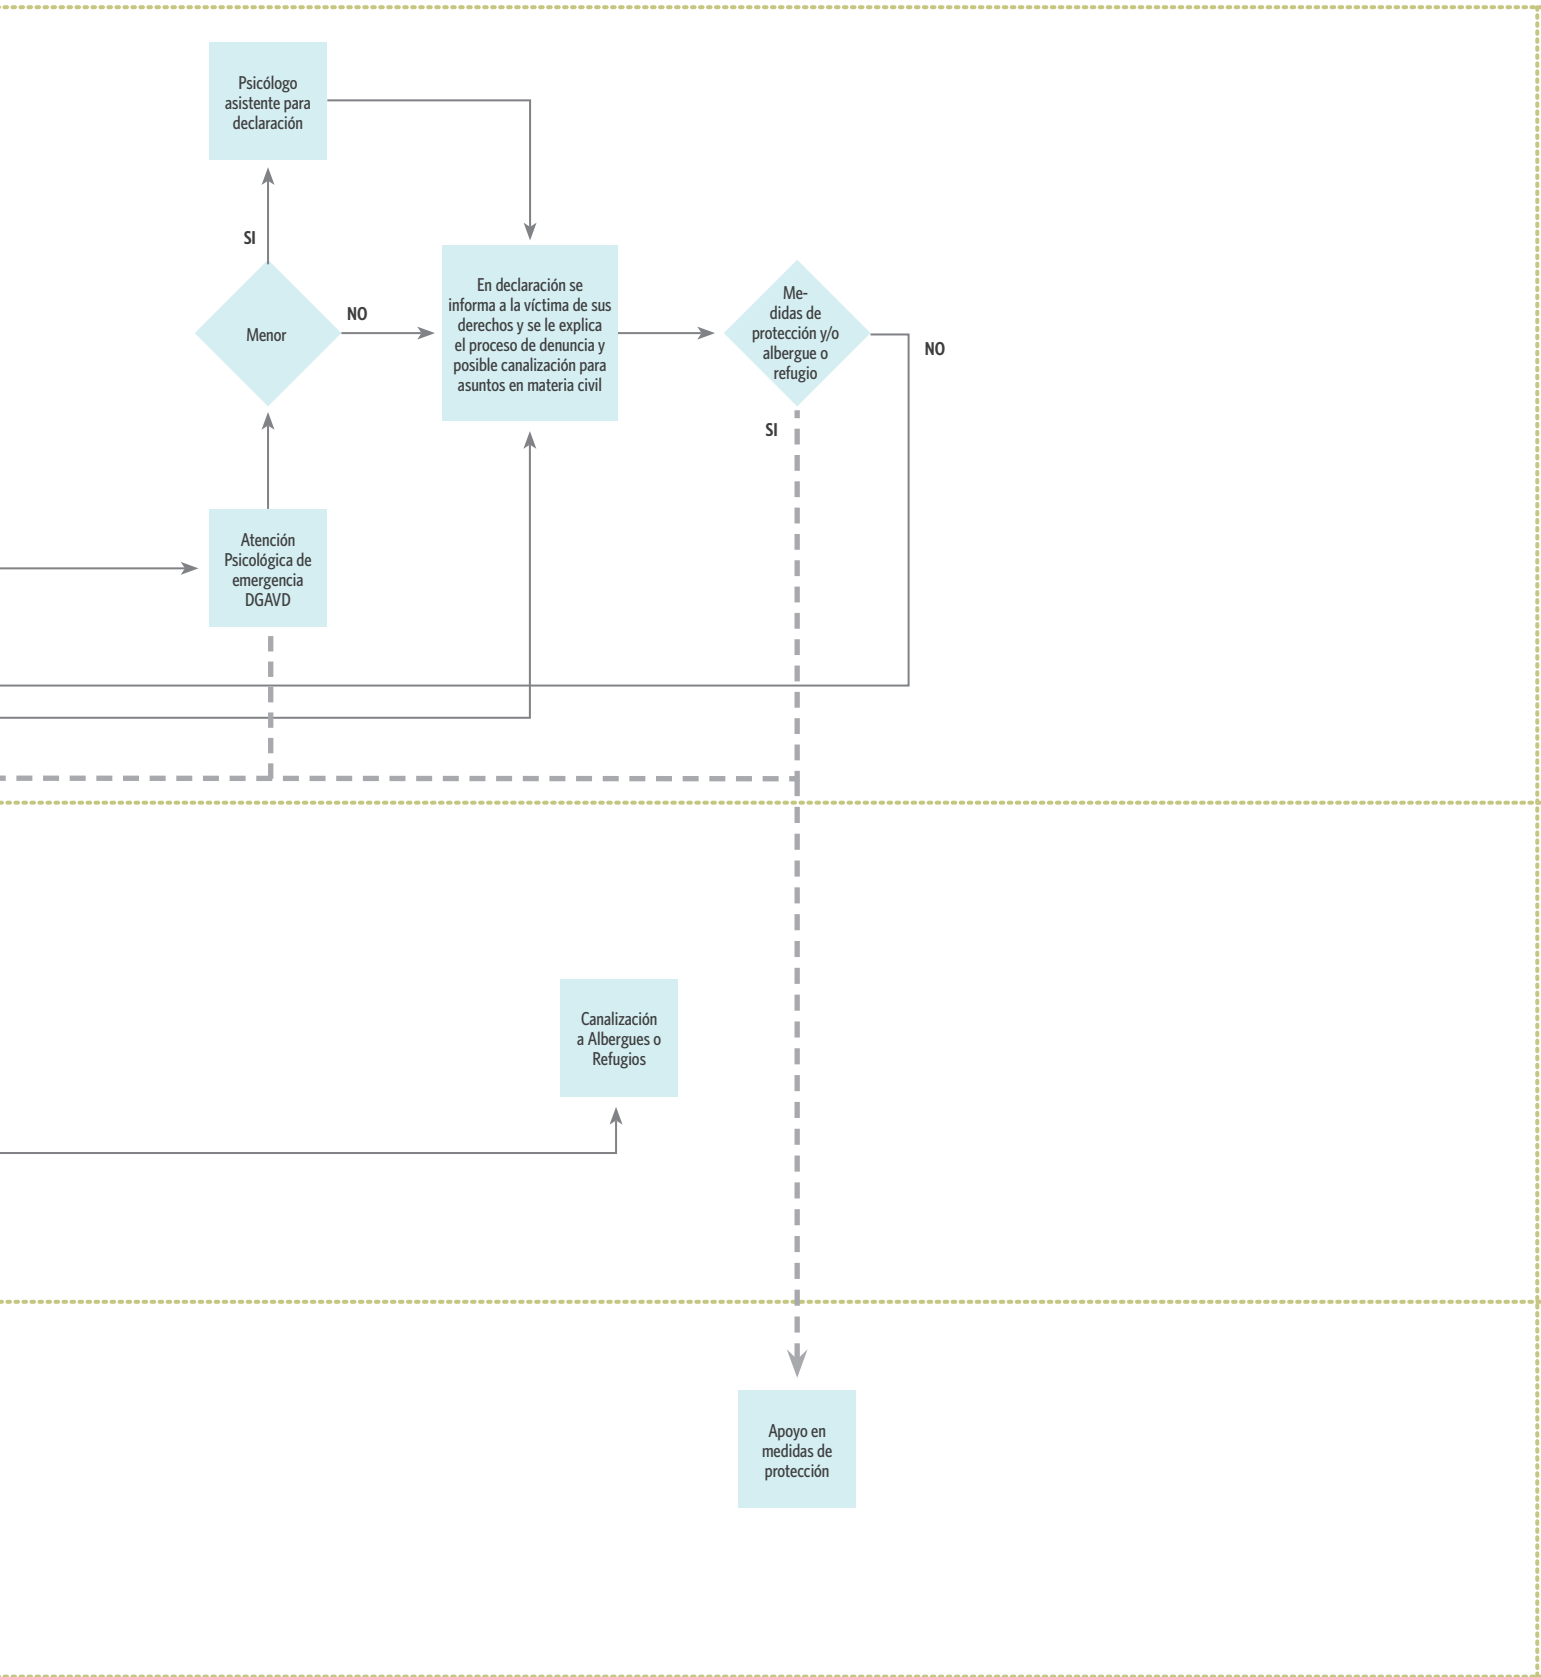 Psicólogo
asistente para
declaración
SI
Menor
NO
En declaración se
informa a la víctima de sus
derechos y se le explica
el proceso de denuncia y
posible canalización para
asuntos en materia civil
Me-
didas de
protección y/o
albergue o
refugio
NO
SI
Atención
Psicológica de
emergencia
DGAVD
Canalización
a Albergues o
Refugios
Apoyo en
medidas de
protección